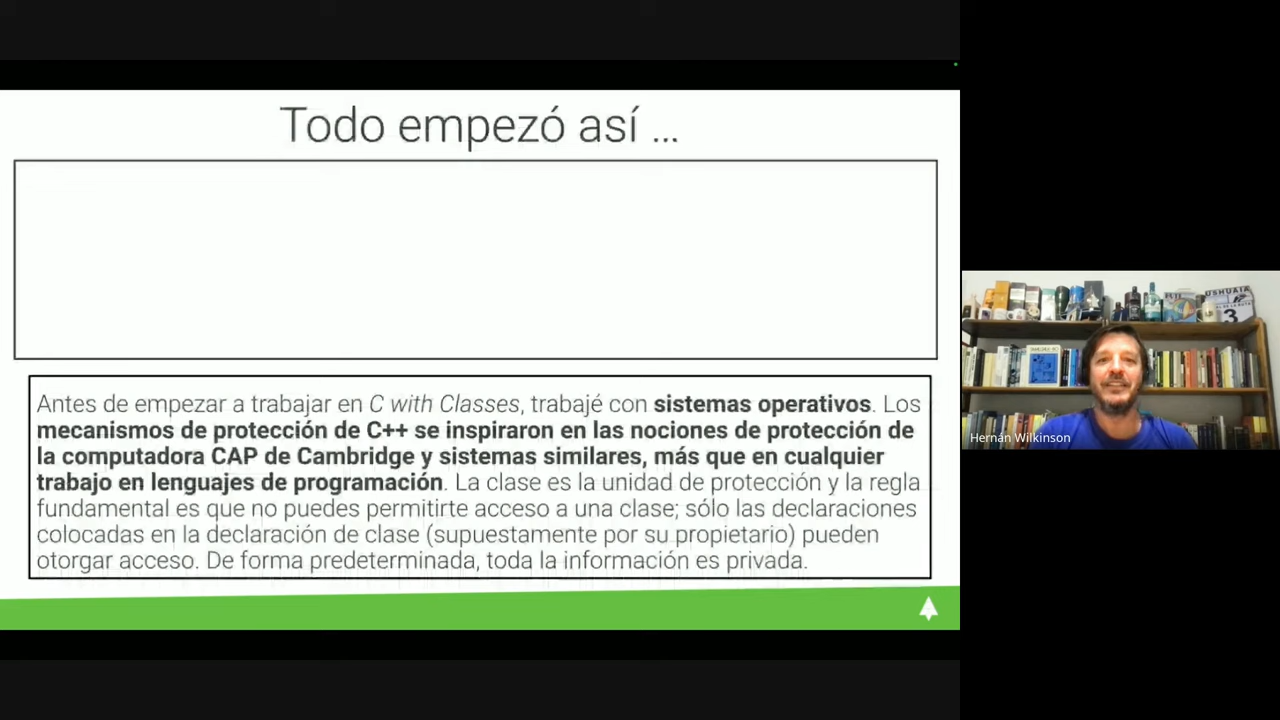 Todo empezó así ...
Antes de empezar a trabajar en C with Classes, trabajé con sistemas operativos. Los
mecanismos de protección de C++ se inspiraron en las nociones de protección de
la computadora CAP de Cambridge y sistemas similares, más que en cualquier
trabajo en lenguajes de programación. La clase es la unidad de protección y la regla
fundamental es que no puedes permitirte acceso a una clase; sólo las declaraciones
colocadas en la declaración de clase (supuestamente por su propietario) pueden
otorgar acceso. De forma predeterminada, toda la información es privada.
USHUAIA
3
Hernán Wilkinson